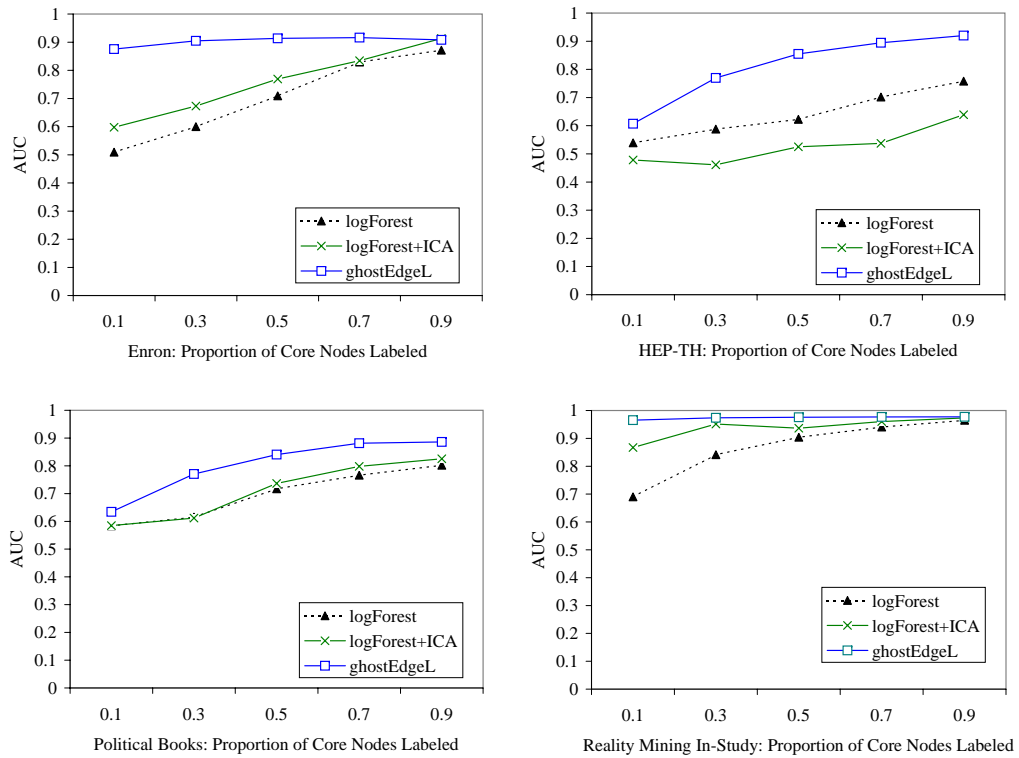 1
0.9
0.8
0.7
0.6
0.5
0.4
0.3
0.2
0.1
0
AUC
0.1 0.3 0.5 0.7 0.9
Enron: Proportion of Core Nodes Labeled
logForest
logForest+ICA
ghostEdgeL
1
0.9
0.8
0.7
0.6
0.5
0.4
0.3
0.2
0.1
0
AUC
0.1 0.3 0.5 0.7 0.9
HEP-TH: Proportion of Core Nodes Labeled
logForest
logForest+ICA
ghostEdgeL
1
0.9
0.8
0.7
0.6
0.5
0.4
0.3
0.2
0.1
0
AUC
0.1 0.3 0.5 0.7 0.9
Political Books: Proportion of Core Nodes Labeled
logForest
logForest+ICA
ghostEdgeL
1
0.9
0.8
0.7
0.6
0.5
0.4
0.3
0.2
0.1
0
AUC
0.1 0.3 0.5 0.7 0.9
Reality Mining In-Study: Proportion of Core Nodes Labeled
logForest
logForest+ICA
ghostEdgeL